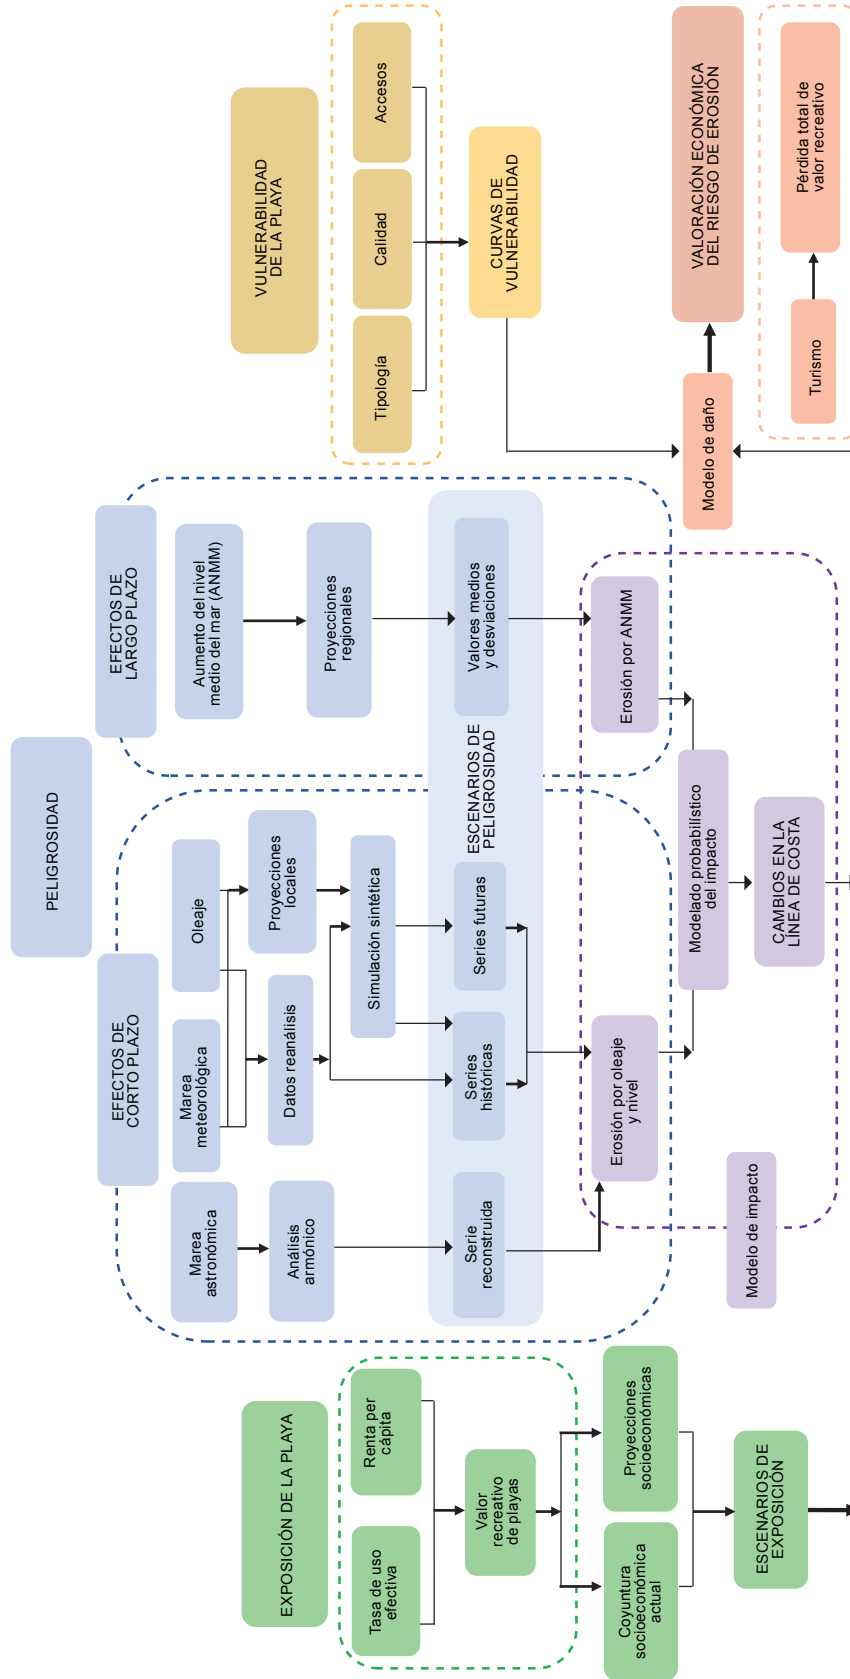 PELIGROSIDAD
EFECTOS DE
CORTO PLAZO
EFECTOS DE
LARGO PLAZO
Marea
astronómica
Marea
meteorológica
Oleaje
Aumento del nivel
medio del mar (ANMM)
Análisis
armónico
Datos reanálisis
Proyecciones
locales
Proyecciones
regionales
Simulación sintética
ESCENARIOS DE
PELIGROSIDAD
Serie
reconstruida
Series
históricas
Series futuras
Valores medios
y desviaciones
Erosión por oleaje
y nivel
Erosión por ANMM
Modelado probabilístico
del impacto
CAMBIOS EN LA
LÍNEA DE COSTA
Modelo de impacto
EXPOSICIÓN DE LA PLAYA
Tasa de uso
efectiva
Renta per
cápita
Valor
recreativo
de playas
Coyuntura
socioeconómica
actual
Proyecciones
socioeconómicas
ESCENARIOS DE
EXPOSICIÓN
VULNERABILIDAD
DE LA PLAYA
Tipología
Calidad
Accesos
CURVAS DE
VULNERABILIDAD
Modelo de daño
VALORACIÓN ECONÓMICA
DEL RIESGO DE EROSIÓN
Turismo
Pérdida total de
valor recreativo